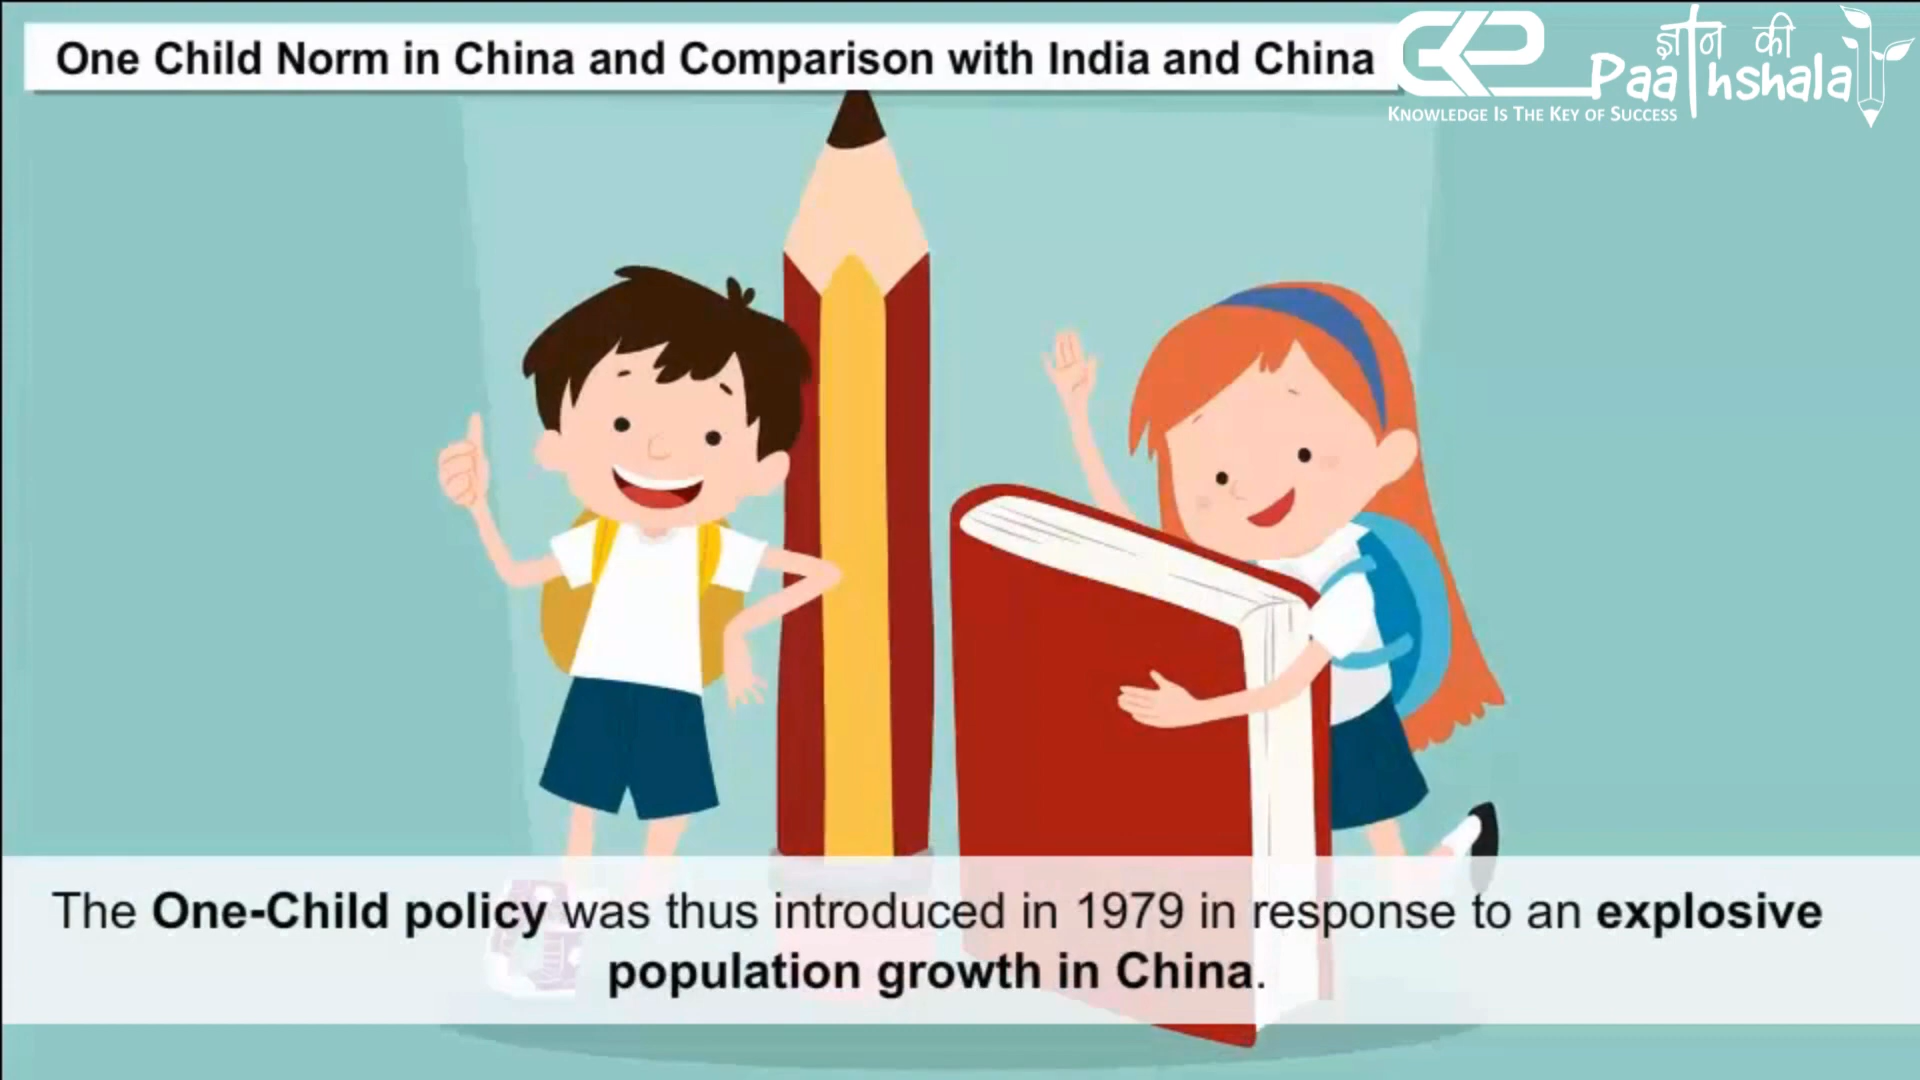 One Child Norm in China and Comparison with India and China
GKP
ज्ञान की
Paathshala
Knowledge Is The Key of Success
The One-Child policy was thus introduced in 1979 in response to an explosive
population growth in China.